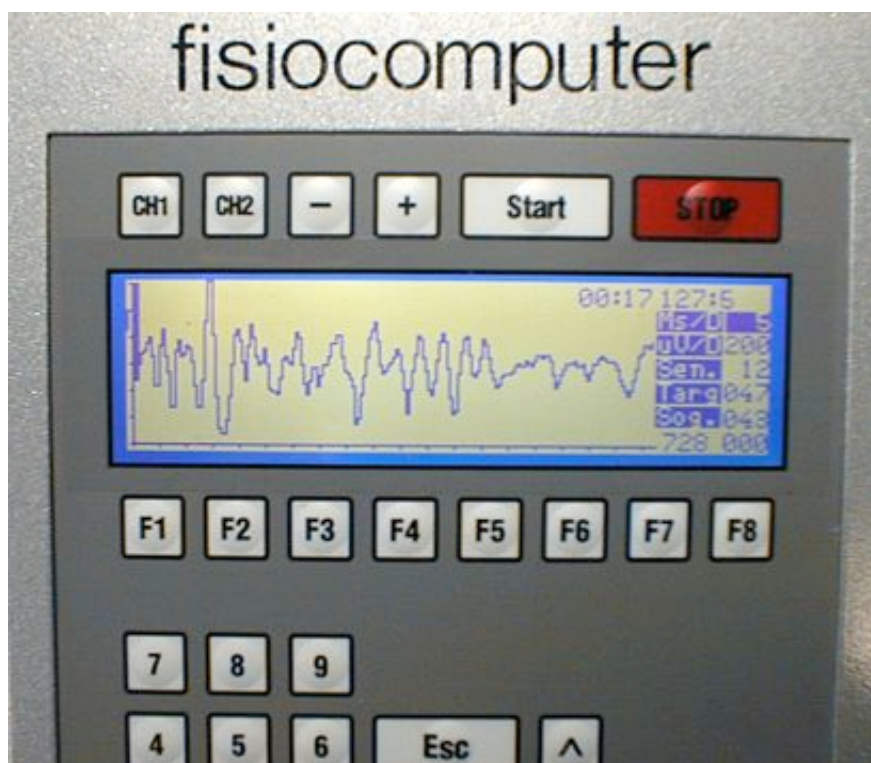 fisiocomputer
CH1 CH2 − + Start STOP
00:17 127:5
Ms/D 5
uV/D 200
Sen. 12
Targ 047
Sog. 043
728 000
F1 F2 F3 F4 F5 F6 F7 F8
7 8 9
4 5 6 Esc ^